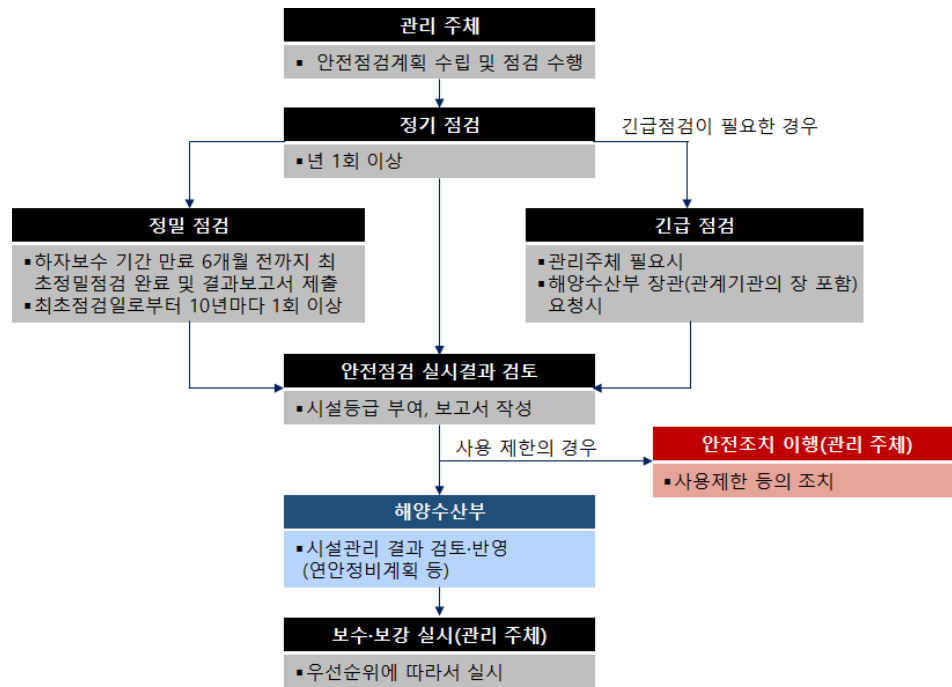 관리 주체
▪ 안전점검계획 수립 및 점검 수행
정기 점검
긴급점검이 필요한 경우
▪년 1회 이상
정밀 점검
▪하자보수 기간 만료 6개월 전까지 최
초정밀점검 완료 및 결과보고서 제출
▪최초점검일로부터 10년마다 1회 이상
긴급 점검
▪관리주체 필요시
▪해양수산부 장관(관계기관의 장 포함)
요청시
안전점검 실시결과 검토
▪시설등급 부여, 보고서 작성
사용 제한의 경우
안전조치 이행(관리 주체)
▪사용제한 등의 조치
해양수산부
▪시설관리 결과 검토·반영
(연안정비계획 등)
보수·보강 실시(관리 주체)
▪우선순위에 따라서 실시